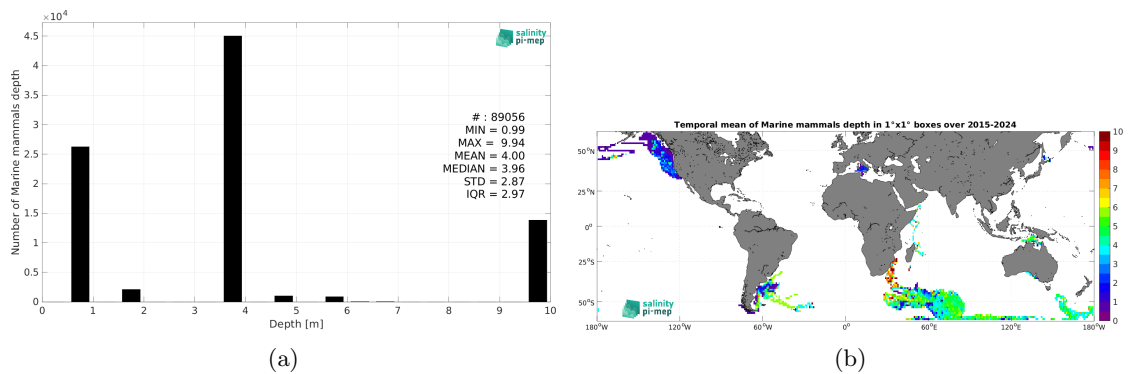 ×10⁴
4.5
4
3.5
3
2.5
2
1.5
1
0.5
0
Number of Marine mammals depth
salinity
pi-mep
# : 89056
MIN = 0.99
MAX = 9.94
MEAN = 4.00
MEDIAN = 3.96
STD = 2.87
IQR = 2.97
0 1 2 3 4 5 6 7 8 9 10
Depth [m]
(a)
Temporal mean of Marine mammals depth in 1°x1° boxes over 2015-2024
50°N
25°N
0°
25°S
50°S
salinity
pi-mep
180°W 120°W 60°W 0° 60°E 120°E 180°W
10
9
8
7
6
5
4
3
2
1
0
(b)